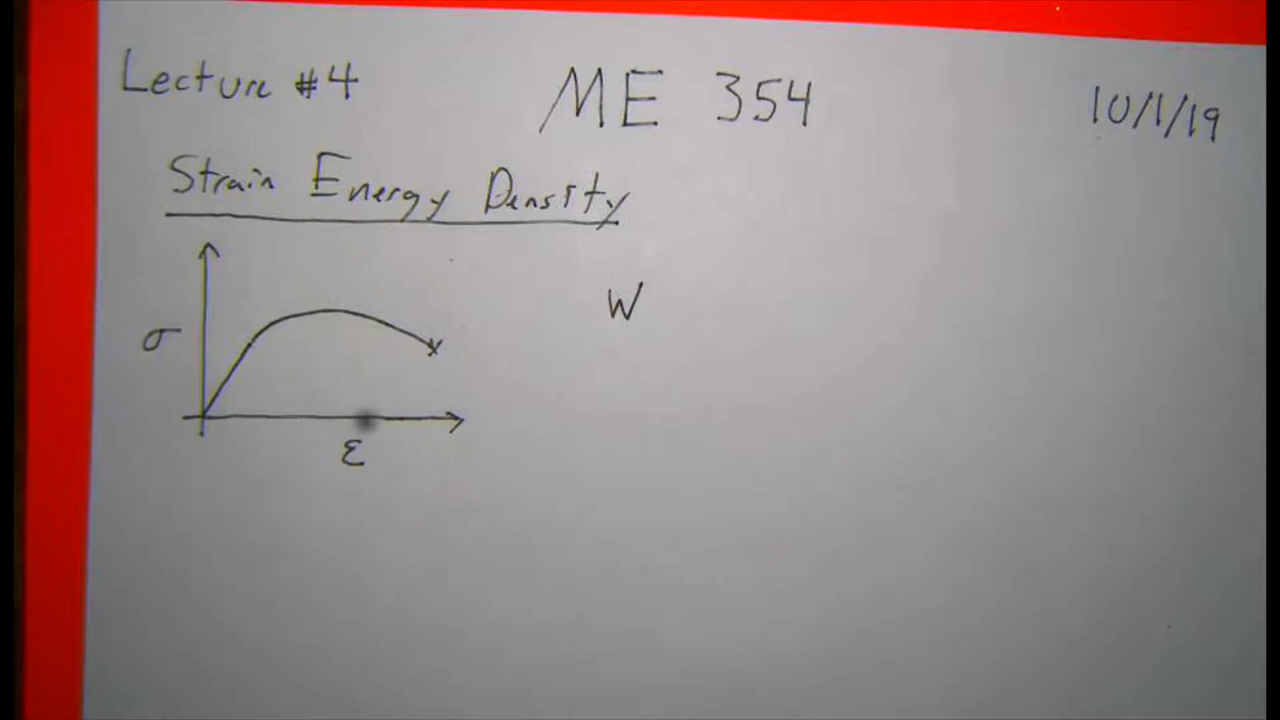 Lecture #4 ME 354 10/1/19
Strain Energy Density
W
σ
ε